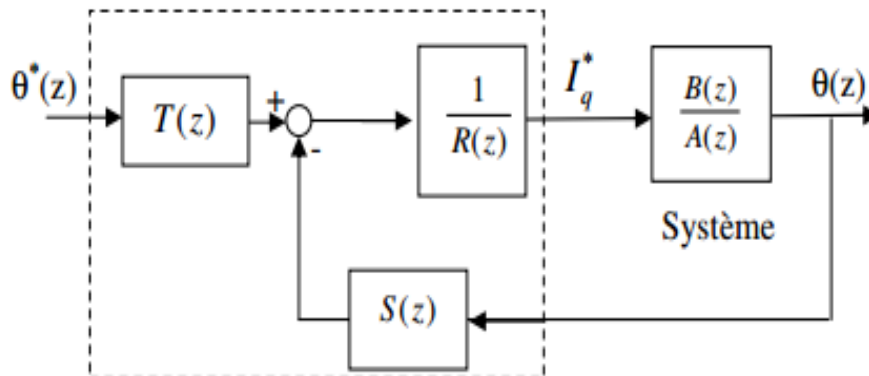 θ*(z)
T(z)
+
-
1
R(z)
I*q
B(z)
A(z)
θ(z)
Système
S(z)